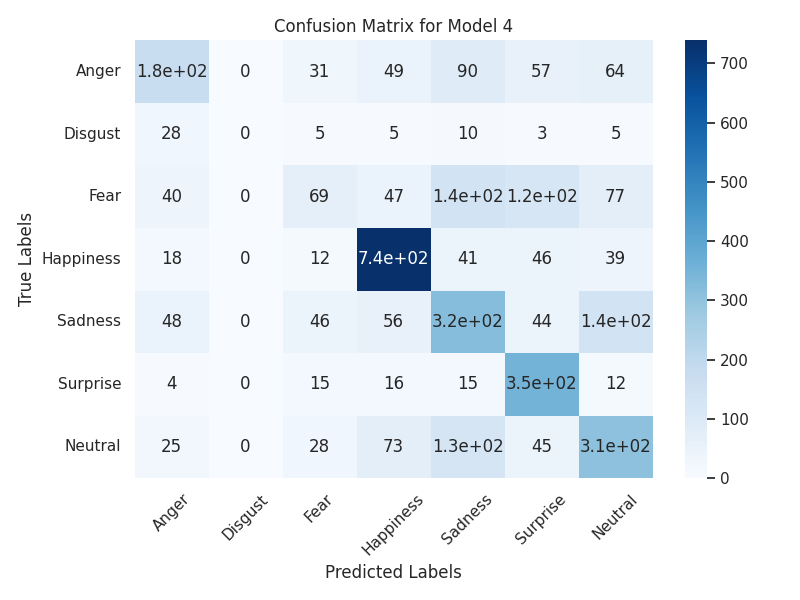 Confusion Matrix for Model 4
Anger 1.8e+02 0 31 49 90 57 64
Disgust 28 0 5 5 10 3 5
Fear 40 0 69 47 1.4e+02 1.2e+02 77
Happiness 18 0 12 7.4e+02 41 46 39
Sadness 48 0 46 56 3.2e+02 44 1.4e+02
Surprise 4 0 15 16 15 3.5e+02 12
Neutral 25 0 28 73 1.3e+02 45 3.1e+02
True Labels
Anger Disgust Fear Happiness Sadness Surprise Neutral
Predicted Labels
700
600
500
400
300
200
100
0